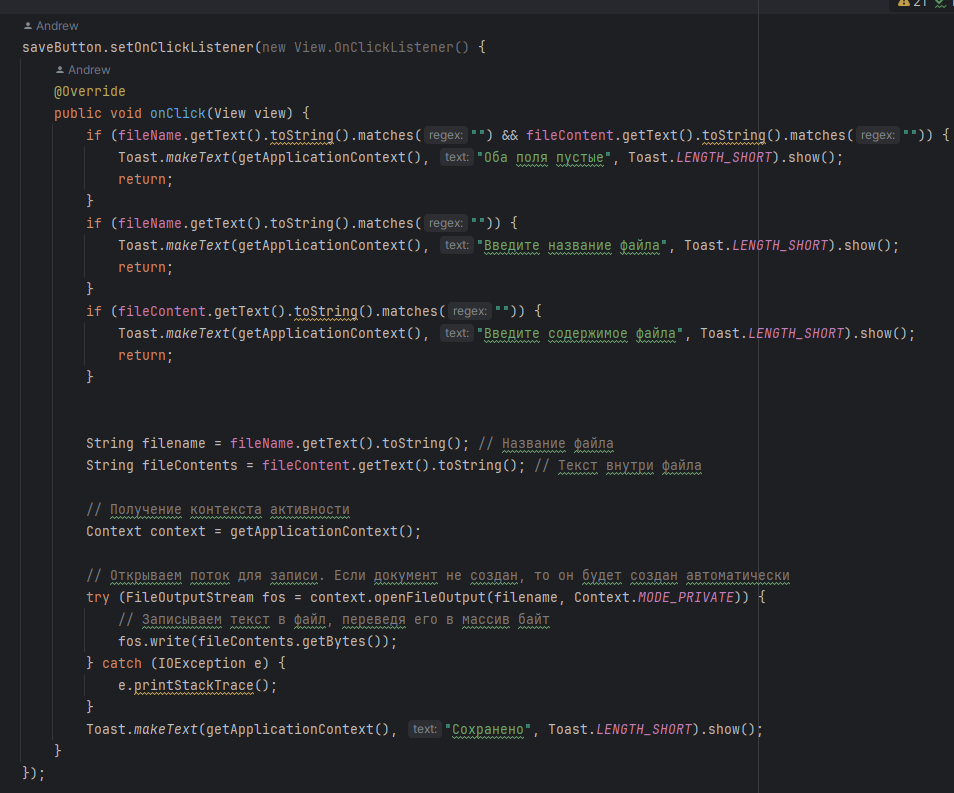 21
Andrew
saveButton.setOnClickListener(new View.OnClickListener() {
Andrew
@Override
public void onClick(View view) {
if (fileName.getText().toString().matches( regex: "") && fileContent.getText().toString().matches( regex: "")) {
Toast.makeText(getApplicationContext(), text: "Оба поля пустые", Toast.LENGTH_SHORT).show();
return;
}
if (fileName.getText().toString().matches( regex: "")) {
Toast.makeText(getApplicationContext(), text: "Введите название файла", Toast.LENGTH_SHORT).show();
return;
}
if (fileContent.getText().toString().matches( regex: "")) {
Toast.makeText(getApplicationContext(), text: "Введите содержимое файла", Toast.LENGTH_SHORT).show();
return;
}
String filename = fileName.getText().toString(); // Название файла
String fileContents = fileContent.getText().toString(); // Текст внутри файла
// Получение контекста активности
Context context = getApplicationContext();
// Открываем поток для записи. Если документ не создан, то он будет создан автоматически
try (FileOutputStream fos = context.openFileOutput(filename, Context.MODE_PRIVATE)) {
// Записываем текст в файл, переведя его в массив байт
fos.write(fileContents.getBytes());
} catch (IOException e) {
e.printStackTrace();
}
Toast.makeText(getApplicationContext(), text: "Сохранено", Toast.LENGTH_SHORT).show();
}
});